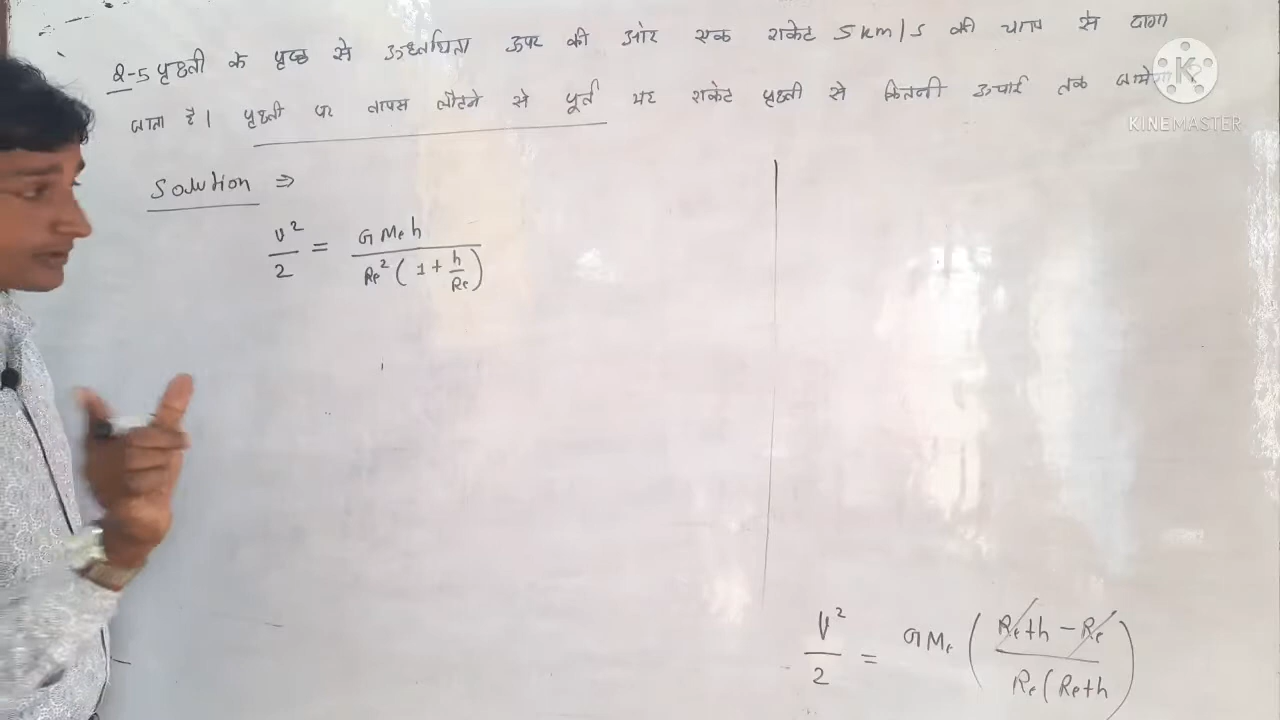 Q-5 पृथ्वी के पृष्ठ से ऊर्ध्वाधरतः ऊपर की ओर एक राकेट 5 km/s की चाल से दागा
जाता है। पृथ्वी पर वापस लौटने से पूर्व यह राकेट पृथ्वी से कितनी ऊंचाई तक जायेगा
K
KINEMASTER
Solution ⇒
v²/2 = GMeh / Re² (1 + h/Re)
V²/2 = GMe (Re+h - Re / Re(Re+h))